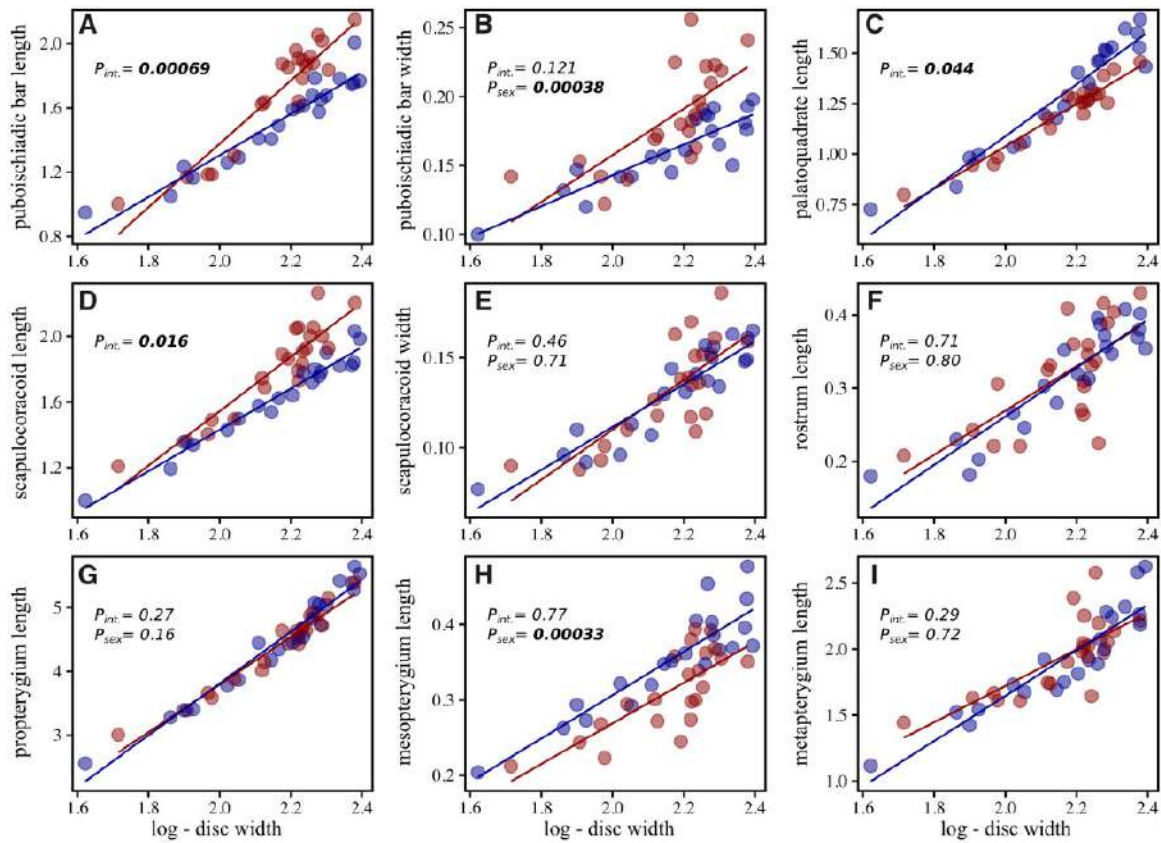 A
puboischiadic bar length
P_int.= 0.00069
2.0
1.6
1.2
0.8
1.6 1.8 2.0 2.2 2.4
B
puboischiadic bar width
P_int.= 0.121
P_sex= 0.00038
0.25
0.20
0.15
0.10
1.6 1.8 2.0 2.2 2.4
C
palatoquadrate length
P_int.= 0.044
1.50
1.25
1.00
0.75
1.6 1.8 2.0 2.2 2.4
D
scapulocoracoid length
P_int.= 0.016
2.0
1.6
1.2
1.6 1.8 2.0 2.2 2.4
E
scapulocoracoid width
P_int.= 0.46
P_sex= 0.71
0.15
0.10
1.6 1.8 2.0 2.2 2.4
F
rostrum length
P_int.= 0.71
P_sex= 0.80
0.4
0.3
0.2
1.6 1.8 2.0 2.2 2.4
G
propterygium length
P_int.= 0.27
P_sex= 0.16
5
4
3
1.6 1.8 2.0 2.2 2.4
log - disc width
H
mesopterygium length
P_int.= 0.77
P_sex= 0.00033
0.4
0.3
0.2
1.6 1.8 2.0 2.2 2.4
log - disc width
I
metapterygium length
P_int.= 0.29
P_sex= 0.72
2.5
2.0
1.5
1.0
1.6 1.8 2.0 2.2 2.4
log - disc width